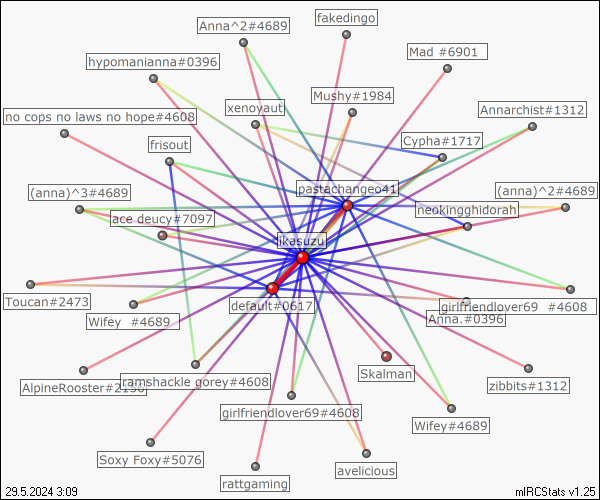 fakedingo
Anna^2#4689
Mad #6901
hypomanianna#0396
Mushy#1984
xenoyaut
Annarchist#1312
no cops no laws no hope#4608
frisout
Cypha#1717
pastachangeo41
(anna)^3#4689
(anna)^2#4689
ace deucy#7097
neokingghidorah
ikasuzu
Toucan#2473
default#0617
girlfriendlover69 #4608
Wifey #4689
Anna.#0396
Skalman
AlpineRooster#2156
ramshackle gorey#4608
zibbits#1312
girlfriendlover69#4608
Wifey#4689
Soxy Foxy#5076
avelicious
rattgaming
29.5.2024 3:09
mIRCStats v1.25